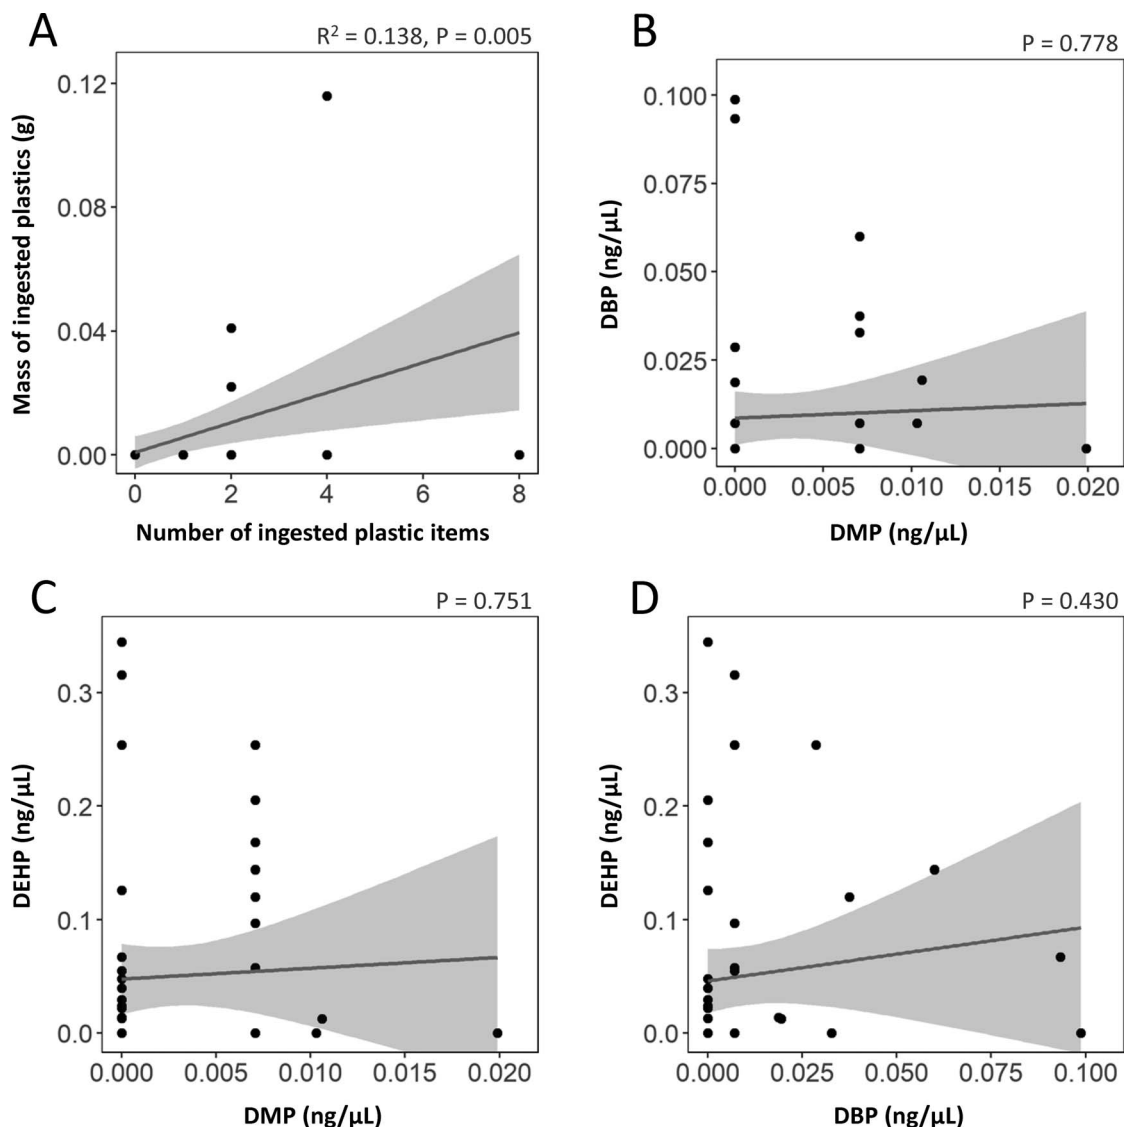 A
R² = 0.138, P = 0.005
Mass of ingested plastics (g)
0.12
0.08
0.04
0.00
0 2 4 6 8
Number of ingested plastic items
B
P = 0.778
DBP (ng/µL)
0.100
0.075
0.050
0.025
0.000
0.000 0.005 0.010 0.015 0.020
DMP (ng/µL)
C
P = 0.751
DEHP (ng/µL)
0.3
0.2
0.1
0.0
0.000 0.005 0.010 0.015 0.020
DMP (ng/µL)
D
P = 0.430
DEHP (ng/µL)
0.3
0.2
0.1
0.0
0.000 0.025 0.050 0.075 0.100
DBP (ng/µL)